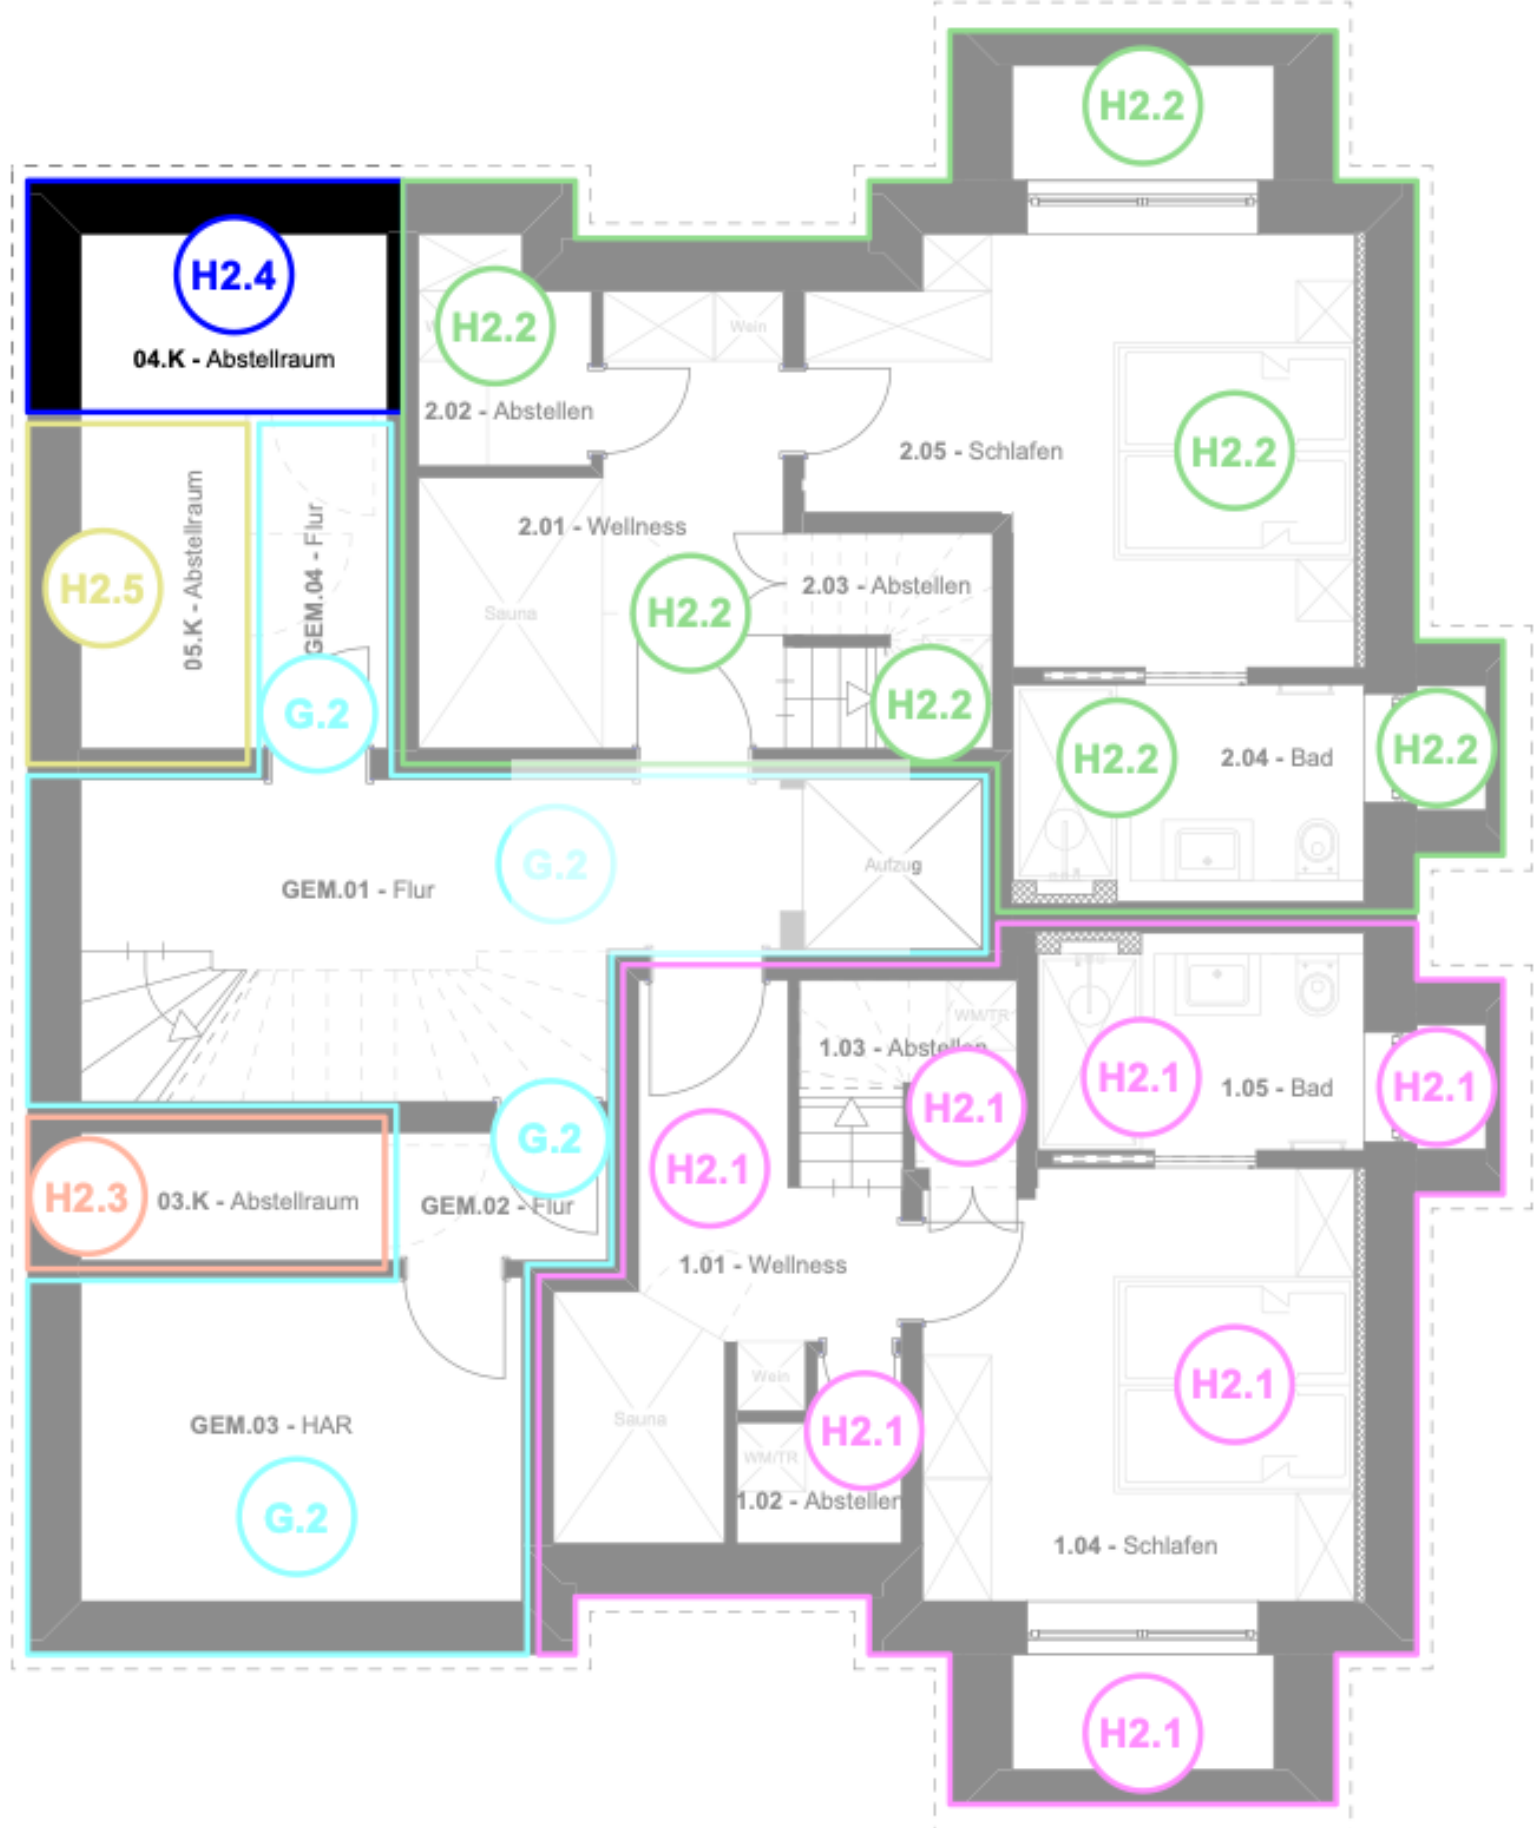 H2.2
H2.4
04.K - Abstellraum
H2.2
Wein
2.02 - Abstellen
2.05 - Schlafen
H2.2
05.K - Abstellraum
GEM.04 - Flur
2.01 - Wellness
H2.5
2.03 - Abstellen
Sauna
H2.2
G.2
H2.2
H2.2
2.04 - Bad
H2.2
G.2
Aufzug
GEM.01 - Flur
WM/TR
1.03 - Abstellen
H2.1
1.05 - Bad
H2.1
H2.1
G.2
H2.1
H2.3
03.K - Abstellraum
GEM.02 - Flur
1.01 - Wellness
Wein
H2.1
Sauna
H2.1
GEM.03 - HAR
WM/TR
1.02 - Abstellen
G.2
1.04 - Schlafen
H2.1